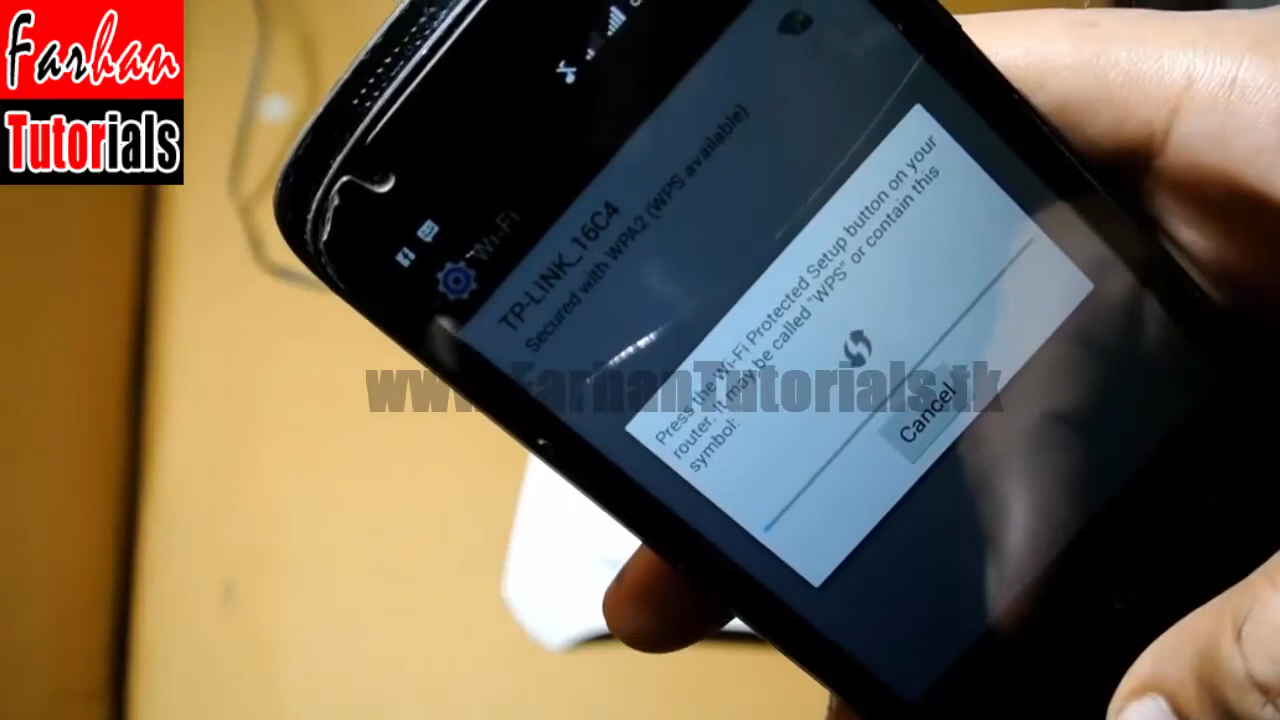 Farhan
Tutorials
Wi-Fi
TP-LINK_16C4
Secured with WPA2 (WPS available)
Press the Wi-Fi Protected Setup button on your
router. It may be called "WPS" or contain this
symbol:
Cancel
www.FarhanTutorials.tk